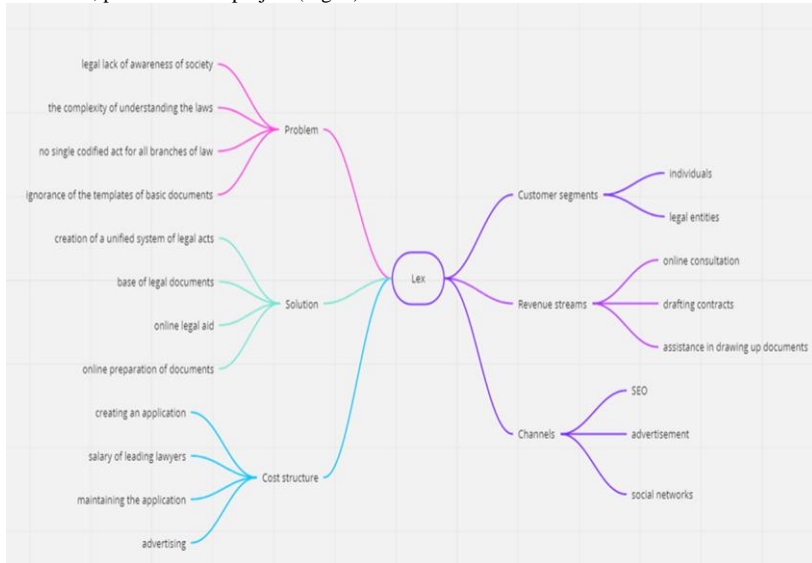 legal lack of awareness of society
the complexity of understanding the laws
no single codified act for all branches of law
ignorance of the templates of basic documents
Problem
creation of a unified system of legal acts
base of legal documents
online legal aid
online preparation of documents
Solution
creating an application
salary of leading lawyers
maintaining the application
advertising
Cost structure
Lex
Customer segments
individuals
legal entities
Revenue streams
online consultation
drafting contracts
assistance in drawing up documents
Channels
SEO
advertisement
social networks